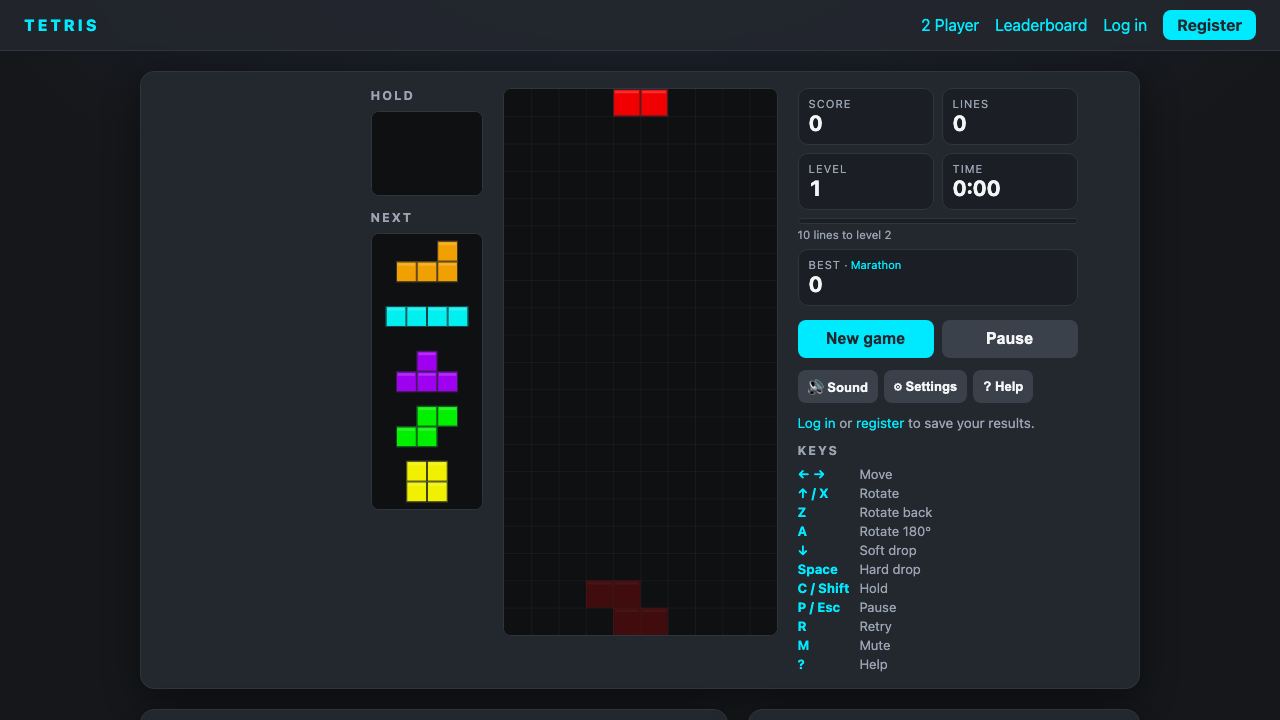 TETRIS
2 Player Leaderboard Log in Register
HOLD
NEXT
SCORE
0
LINES
0
LEVEL
1
TIME
0:00
10 lines to level 2
BEST · Marathon
0
New game
Pause
🔊 Sound
⚙ Settings
? Help
Log in or register to save your results.
KEYS
← → Move
↑ / X Rotate
Z Rotate back
A Rotate 180°
↓ Soft drop
Space Hard drop
C / Shift Hold
P / Esc Pause
R Retry
M Mute
? Help